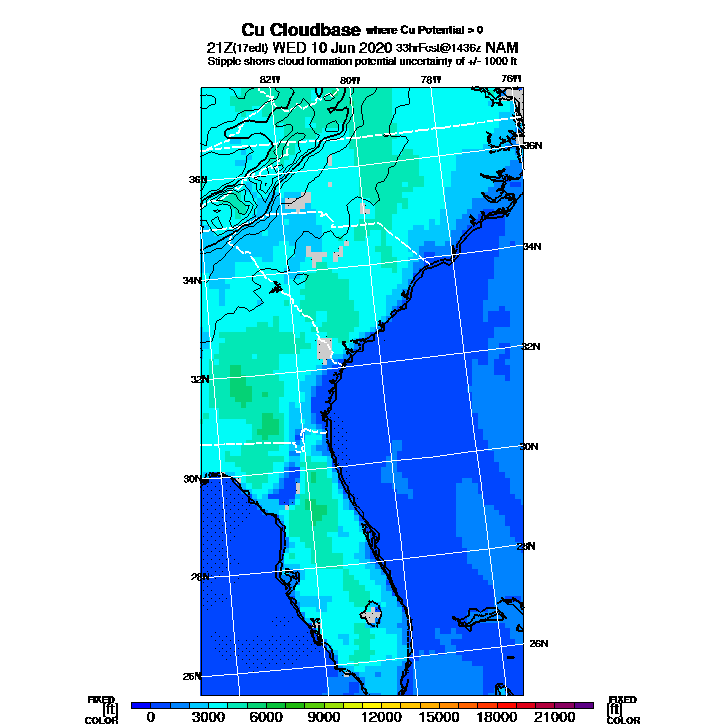 Cu Cloudbase where Cu Potential > 0
21Z(17edt) WED 10 Jun 2020 33hrFcst@1436z NAM
Stipple shows cloud formation potential uncertainty of +/- 1000 ft
82W 80W 78W 76W
36N
36N
34N
34N
32N
32N
30N
30N
28N
28N
26N
26N
FIXED FIXED
[ft] [ft]
COLOR COLOR
0 3000 6000 9000 12000 15000 18000 21000